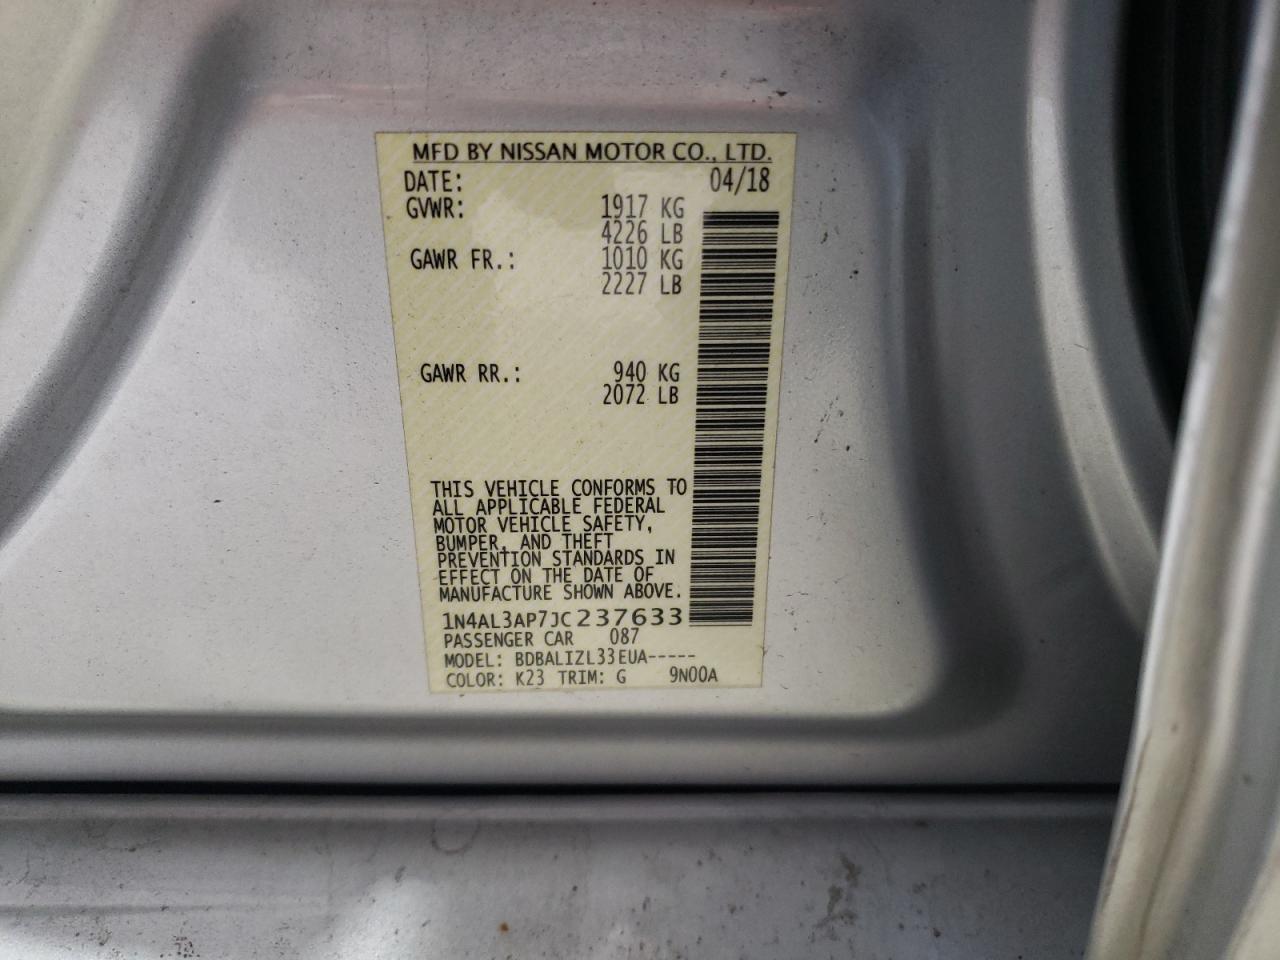 MFD BY NISSAN MOTOR CO., LTD.
DATE: 04/18
GVWR: 1917 KG
4226 LB
GAWR FR.: 1010 KG
2227 LB
GAWR RR.: 940 KG
2072 LB
THIS VEHICLE CONFORMS TO
ALL APPLICABLE FEDERAL
MOTOR VEHICLE SAFETY,
BUMPER, AND THEFT
PREVENTION STANDARDS IN
EFFECT ON THE DATE OF
MANUFACTURE SHOWN ABOVE.
1N4AL3AP7JC237633
PASSENGER CAR 087
MODEL: BDBALIZL33EUA-----
COLOR: K23 TRIM: G 9N00A